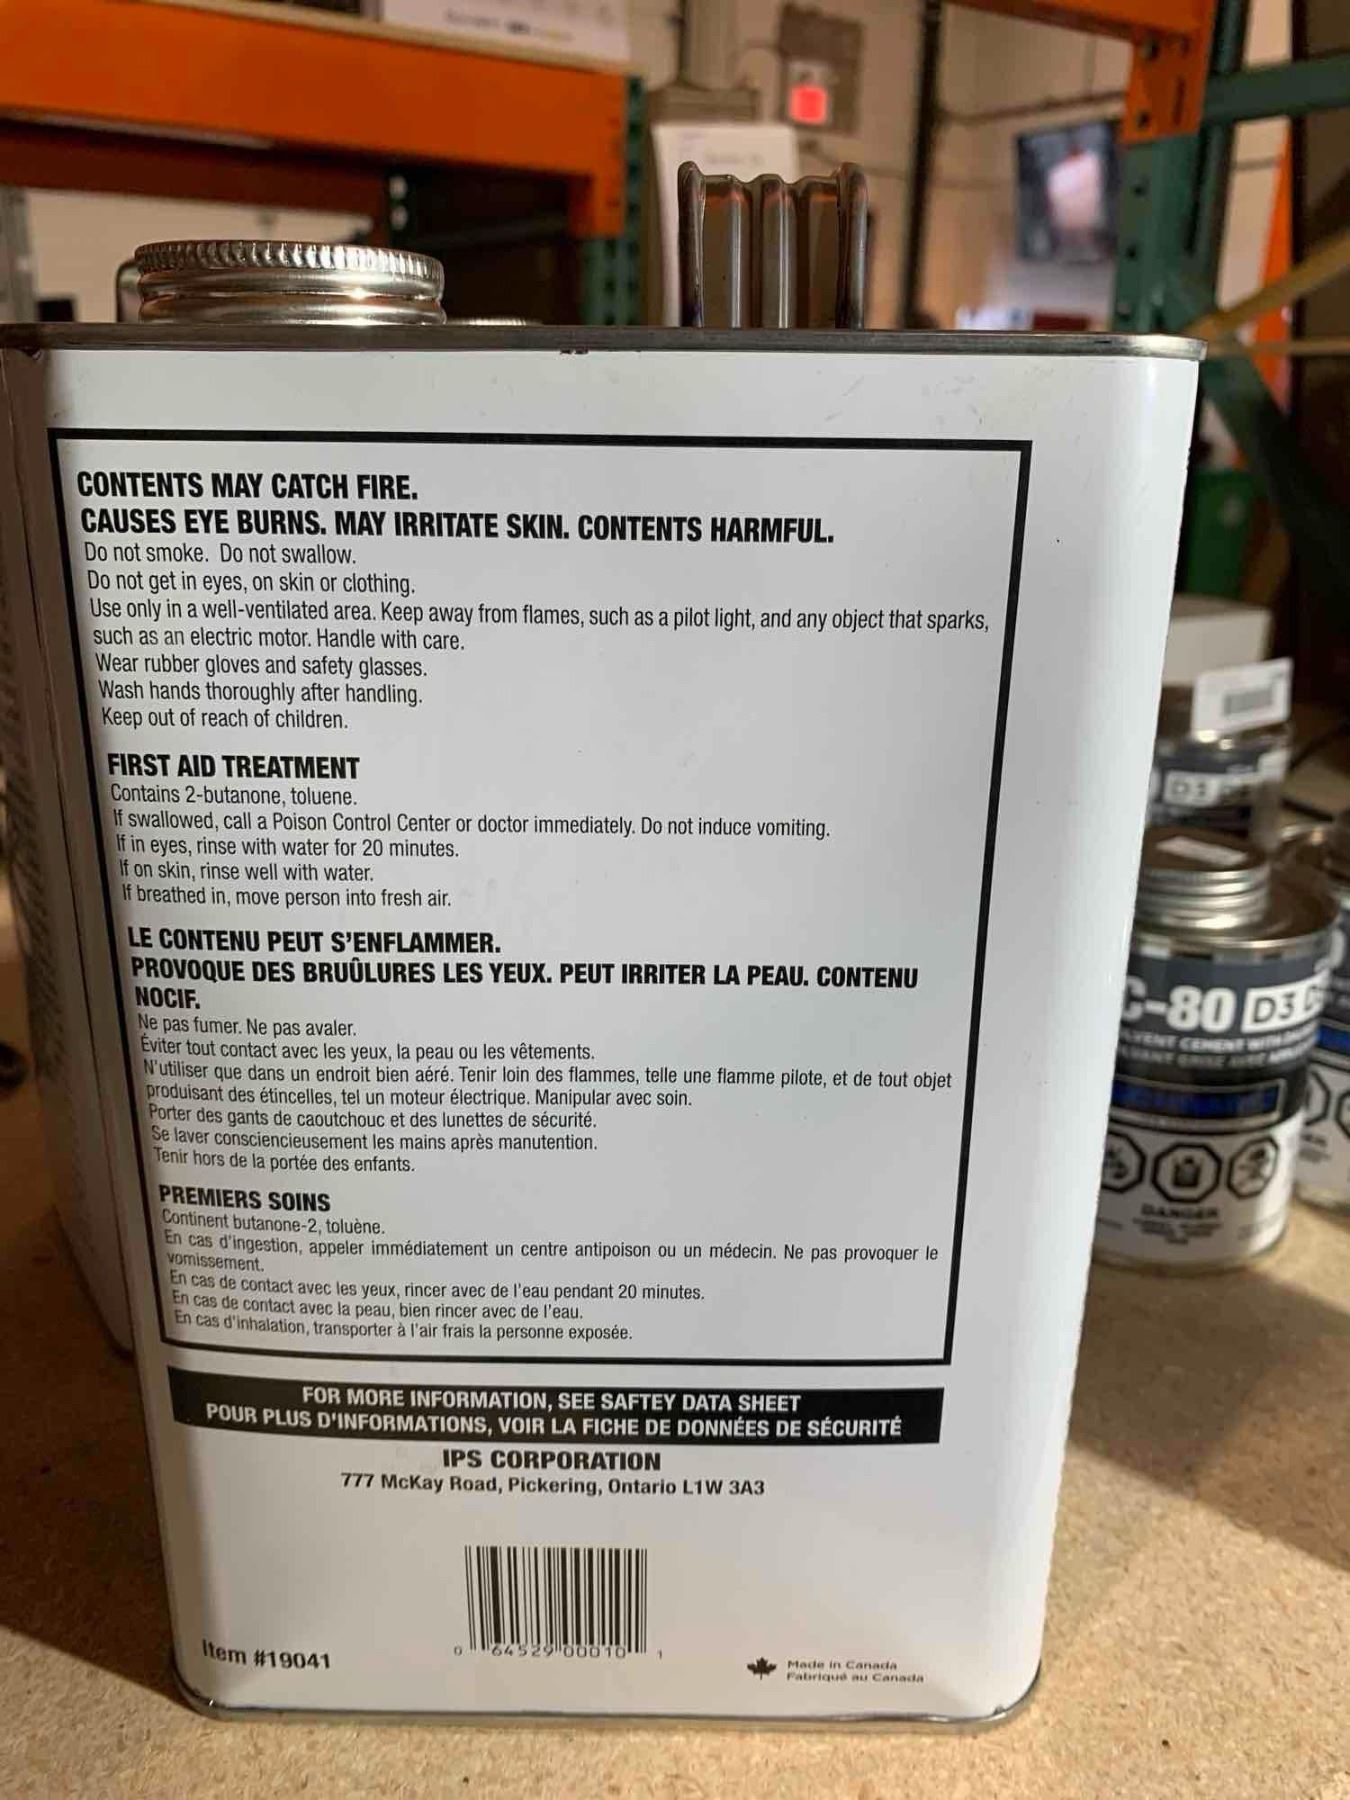 CONTENTS MAY CATCH FIRE.
CAUSES EYE BURNS. MAY IRRITATE SKIN. CONTENTS HARMFUL.
Do not smoke. Do not swallow.
Do not get in eyes, on skin or clothing.
Use only in a well-ventilated area. Keep away from flames, such as a pilot light, and any object that sparks,
such as an electric motor. Handle with care.
Wear rubber gloves and safety glasses.
Wash hands thoroughly after handling.
Keep out of reach of children.
FIRST AID TREATMENT
Contains 2-butanone, toluene.
If swallowed, call a Poison Control Center or doctor immediately. Do not induce vomiting.
If in eyes, rinse with water for 20 minutes.
If on skin, rinse well with water.
If breathed in, move person into fresh air.
LE CONTENU PEUT S'ENFLAMMER.
PROVOQUE DES BRUÛLURES LES YEUX. PEUT IRRITER LA PEAU. CONTENU
NOCIF.
Ne pas fumer. Ne pas avaler.
Éviter tout contact avec les yeux, la peau ou les vêtements.
N'utiliser que dans un endroit bien aéré. Tenir loin des flammes, telle une flamme pilote, et de tout objet
produisant des étincelles, tel un moteur électrique. Manipular avec soin.
Porter des gants de caoutchouc et des lunettes de sécurité.
Se laver consciencieusement les mains après manutention.
Tenir hors de la portée des enfants.
PREMIERS SOINS
Continent butanone-2, toluène.
En cas d'ingestion, appeler immédiatement un centre antipoison ou un médecin. Ne pas provoquer le
vomissement.
En cas de contact avec les yeux, rincer avec de l'eau pendant 20 minutes.
En cas de contact avec la peau, bien rincer avec de l'eau.
En cas d'inhalation, transporter à l'air frais la personne exposée.
FOR MORE INFORMATION, SEE SAFTEY DATA SHEET
POUR PLUS D'INFORMATIONS, VOIR LA FICHE DE DONNÉES DE SÉCURITÉ
IPS CORPORATION
777 McKay Road, Pickering, Ontario L1W 3A3
0 64529 00010 1
Item #19041
Made in Canada
Fabriqué au Canada
D3
C-80 D3
DANGER